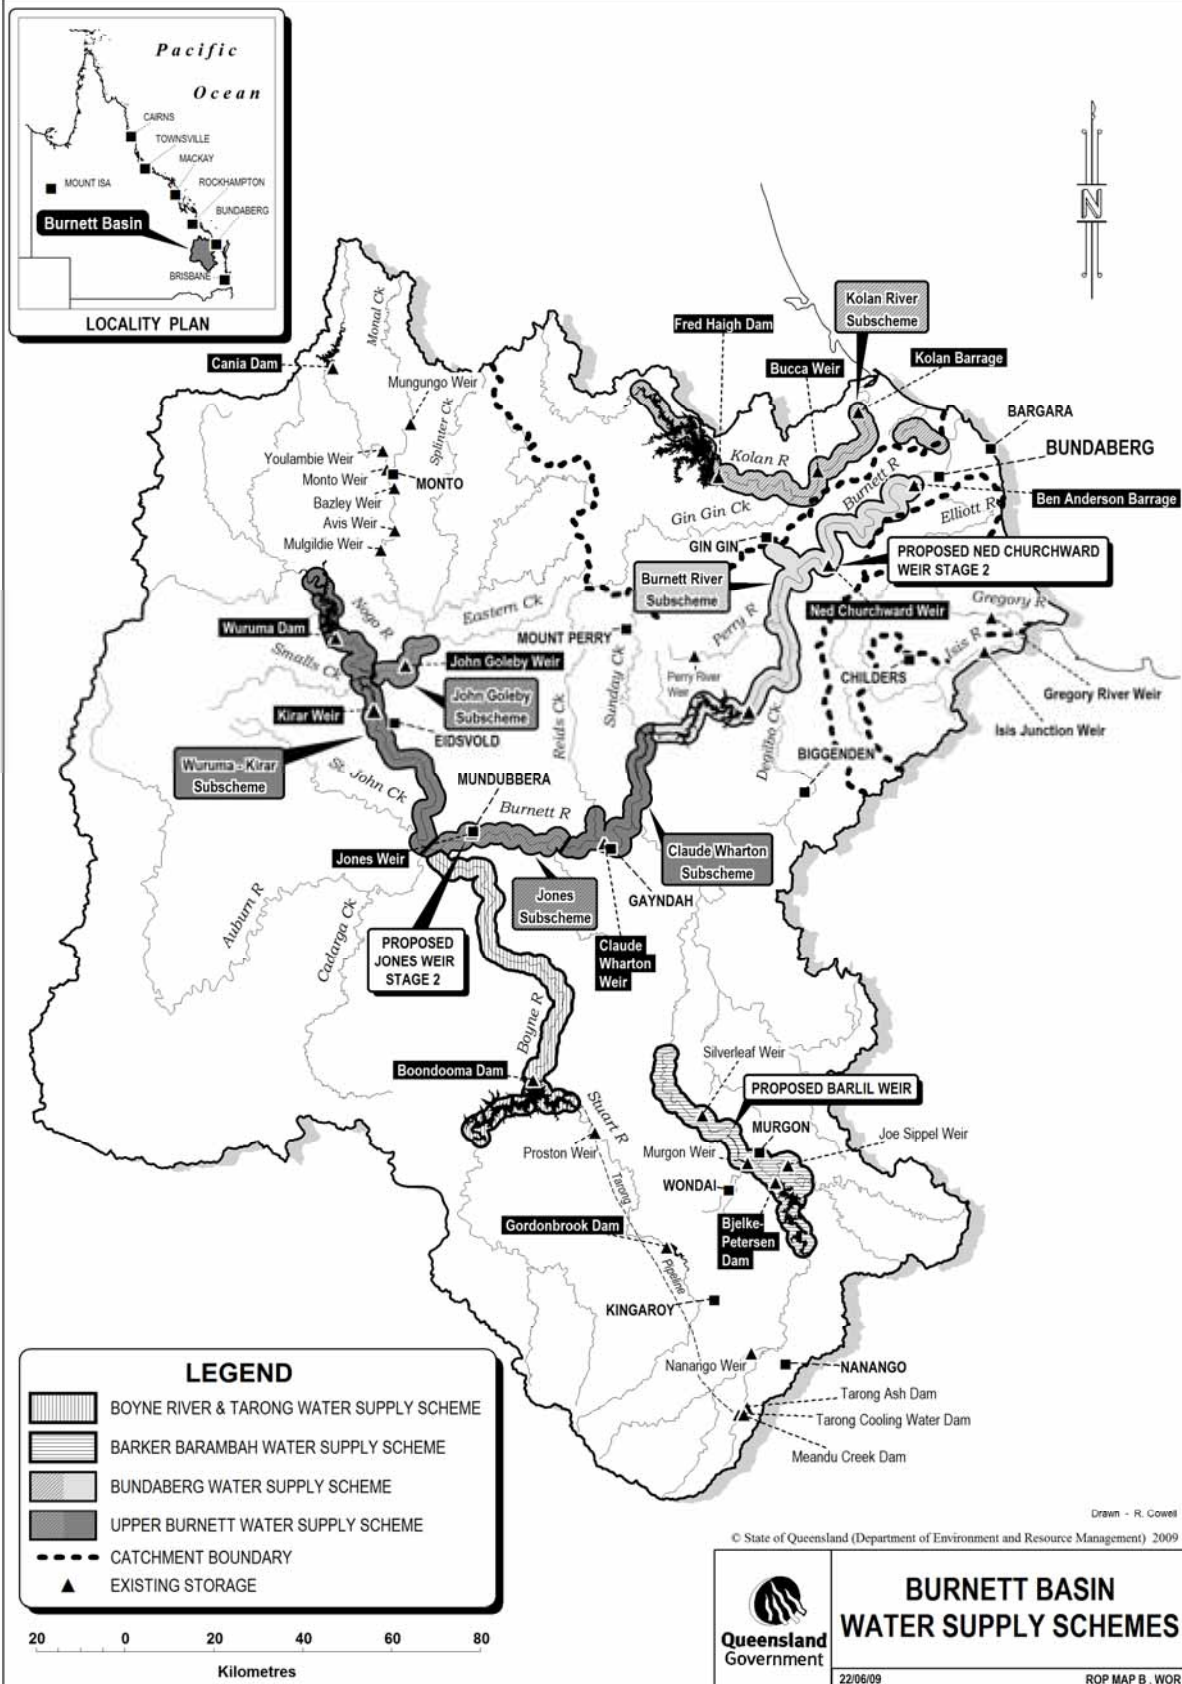 Pacific
Ocean
CAIRNS
TOWNSVILLE
MACKAY
MOUNT ISA
ROCKHAMPTON
BUNDABERG
Burnett Basin
BRISBANE
LOCALITY PLAN
N
Kolan River
Subscheme
Fred Haigh Dam
Monal Ck
Cania Dam
Bucca Weir
Kolan Barrage
Mungungo Weir
BARGARA
Splinter Ck
BUNDABERG
Youlambie Weir
Kolan R
Monto Weir
MONTO
Burnett R
Ben Anderson Barrage
Bazley Weir
Gin Gin Ck
Elliott R
Avis Weir
Mulgildie Weir
GIN GIN
PROPOSED NED CHURCHWARD
WEIR STAGE 2
Burnett River
Subscheme
Nogo R
Eastern Ck
Ned Churchward Weir
Gregory R
Wuruma Dam
MOUNT PERRY
Perry R
Isis R
Smalls Ck
John Goleby Weir
Perry River
Weir
CHILDERS
Sunday Ck
Gregory River Weir
John Goleby
Subscheme
Kirar Weir
Reids Ck
Isis Junction Weir
EIDSVOLD
Degilbo Ck
BIGGENDEN
Wuruma - Kirar
Subscheme
St. John Ck
MUNDUBBERA
Burnett R
Jones Weir
Claude Wharton
Subscheme
Jones
Subscheme
GAYNDAH
Auburn R
Cadarga Ck
PROPOSED
JONES WEIR
STAGE 2
Claude
Wharton
Weir
Boyne R
Silverleaf Weir
Boondooma Dam
PROPOSED BARLIL WEIR
Stuart R
MURGON
Joe Sippel Weir
Proston Weir
Murgon Weir
Tarong
WONDAI
Gordonbrook Dam
Bjelke-
Petersen
Dam
Pipeline
KINGAROY
Nanango Weir
NANANGO
Tarong Ash Dam
Tarong Cooling Water Dam
Meandu Creek Dam
LEGEND
BOYNE RIVER & TARONG WATER SUPPLY SCHEME
BARKER BARAMBAH WATER SUPPLY SCHEME
BUNDABERG WATER SUPPLY SCHEME
UPPER BURNETT WATER SUPPLY SCHEME
CATCHMENT BOUNDARY
EXISTING STORAGE
20 0 20 40 60 80
Kilometres
Drawn - R. Cowell
© State of Queensland (Department of Environment and Resource Management) 2009
Queensland
Government
BURNETT BASIN
WATER SUPPLY SCHEMES
22/06/09 ROP MAP B . WOR